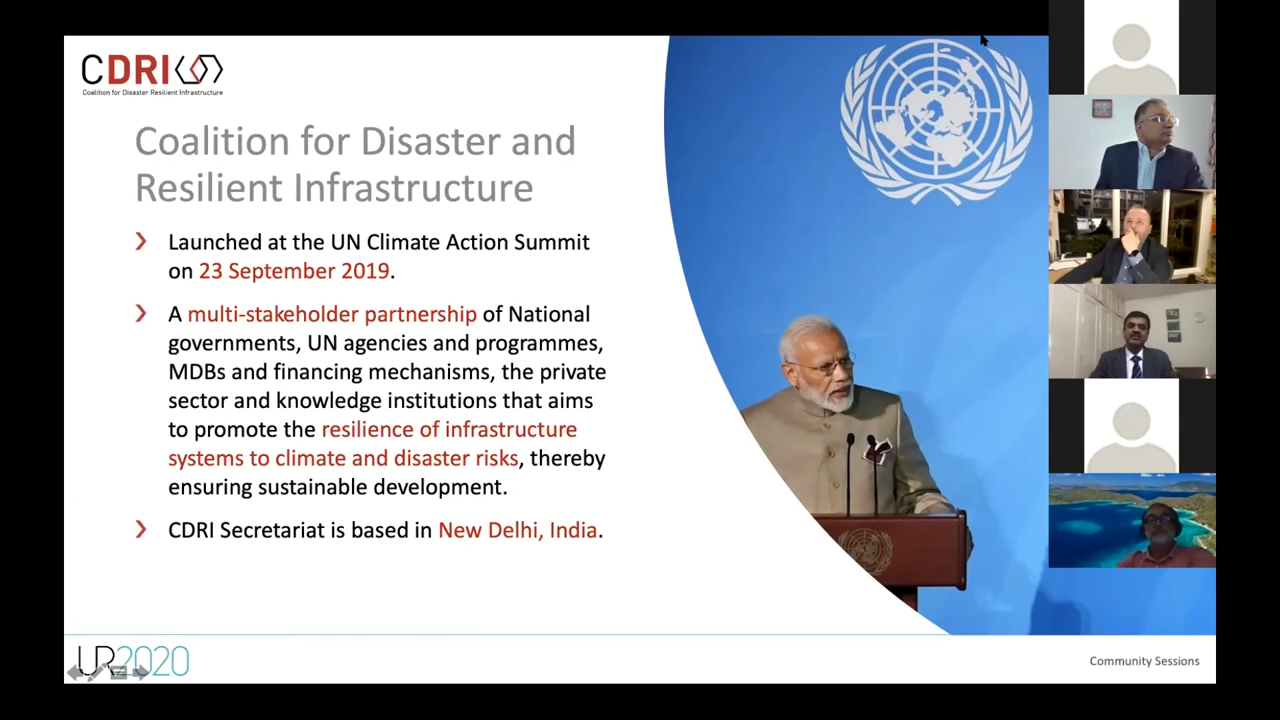 CDRI
Coalition for Disaster Resilient Infrastructure
Coalition for Disaster and
Resilient Infrastructure
Launched at the UN Climate Action Summit
on 23 September 2019.
A multi-stakeholder partnership of National
governments, UN agencies and programmes,
MDBs and financing mechanisms, the private
sector and knowledge institutions that aims
to promote the resilience of infrastructure
systems to climate and disaster risks, thereby
ensuring sustainable development.
CDRI Secretariat is based in New Delhi, India.
UR2020
Community Sessions